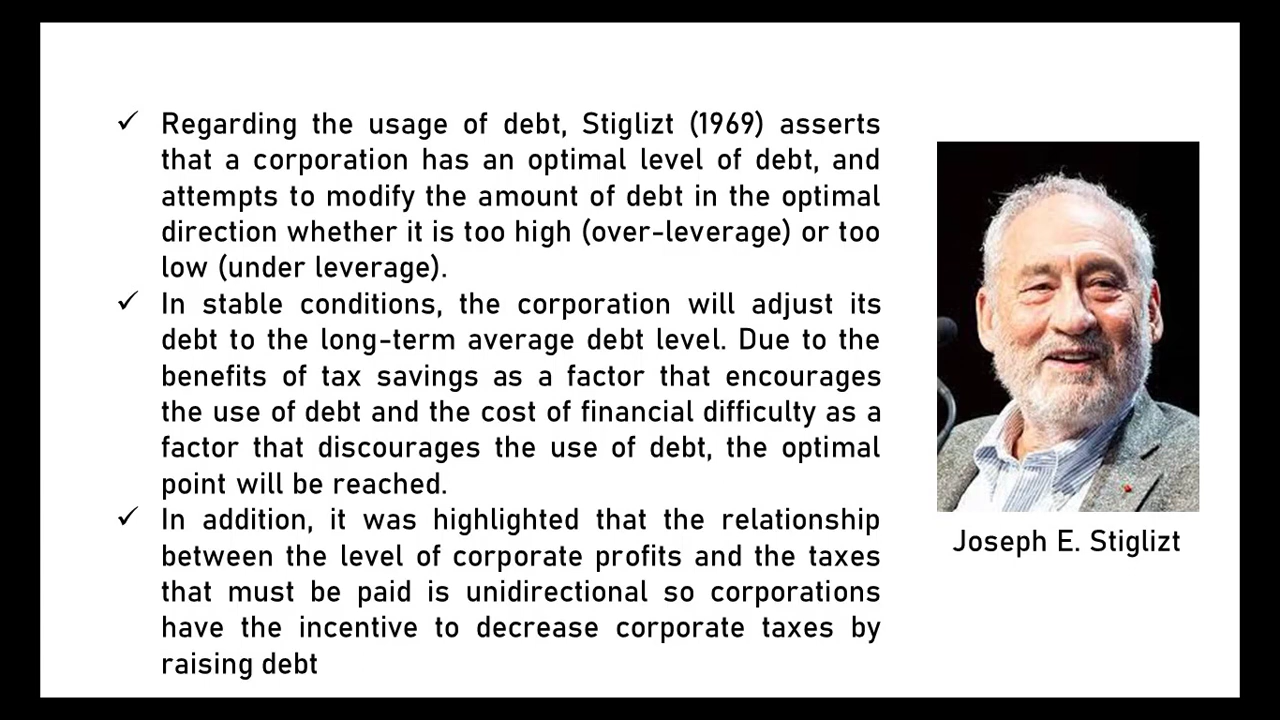 ✓ Regarding the usage of debt, Stiglizt (1969) asserts
that a corporation has an optimal level of debt, and
attempts to modify the amount of debt in the optimal
direction whether it is too high (over-leverage) or too
low (under leverage).
✓ In stable conditions, the corporation will adjust its
debt to the long-term average debt level. Due to the
benefits of tax savings as a factor that encourages
the use of debt and the cost of financial difficulty as a
factor that discourages the use of debt, the optimal
point will be reached.
✓ In addition, it was highlighted that the relationship
between the level of corporate profits and the taxes
that must be paid is unidirectional so corporations
have the incentive to decrease corporate taxes by
raising debt
Joseph E. Stiglizt